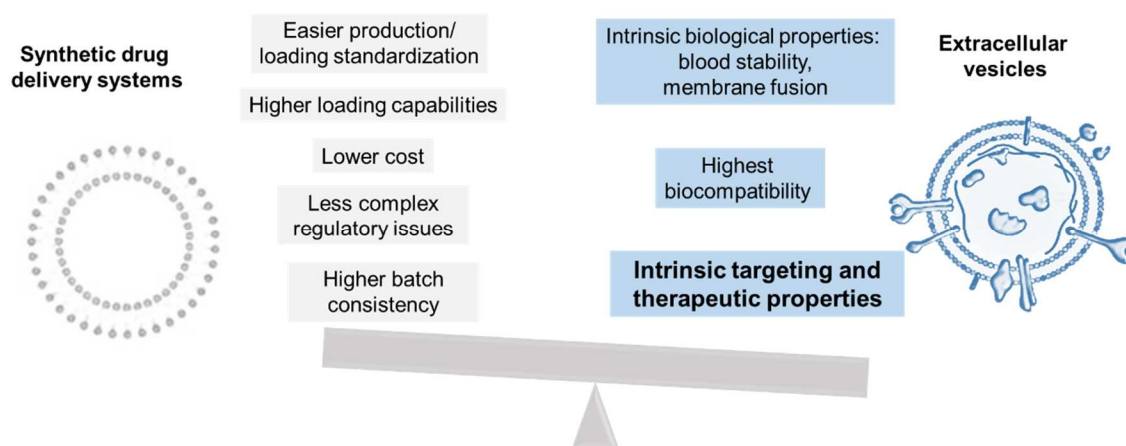 Synthetic drug
delivery systems
Easier production/
loading standardization
Higher loading capabilities
Lower cost
Less complex
regulatory issues
Higher batch
consistency
Intrinsic biological properties:
blood stability,
membrane fusion
Highest
biocompatibility
Intrinsic targeting and
therapeutic properties
Extracellular
vesicles